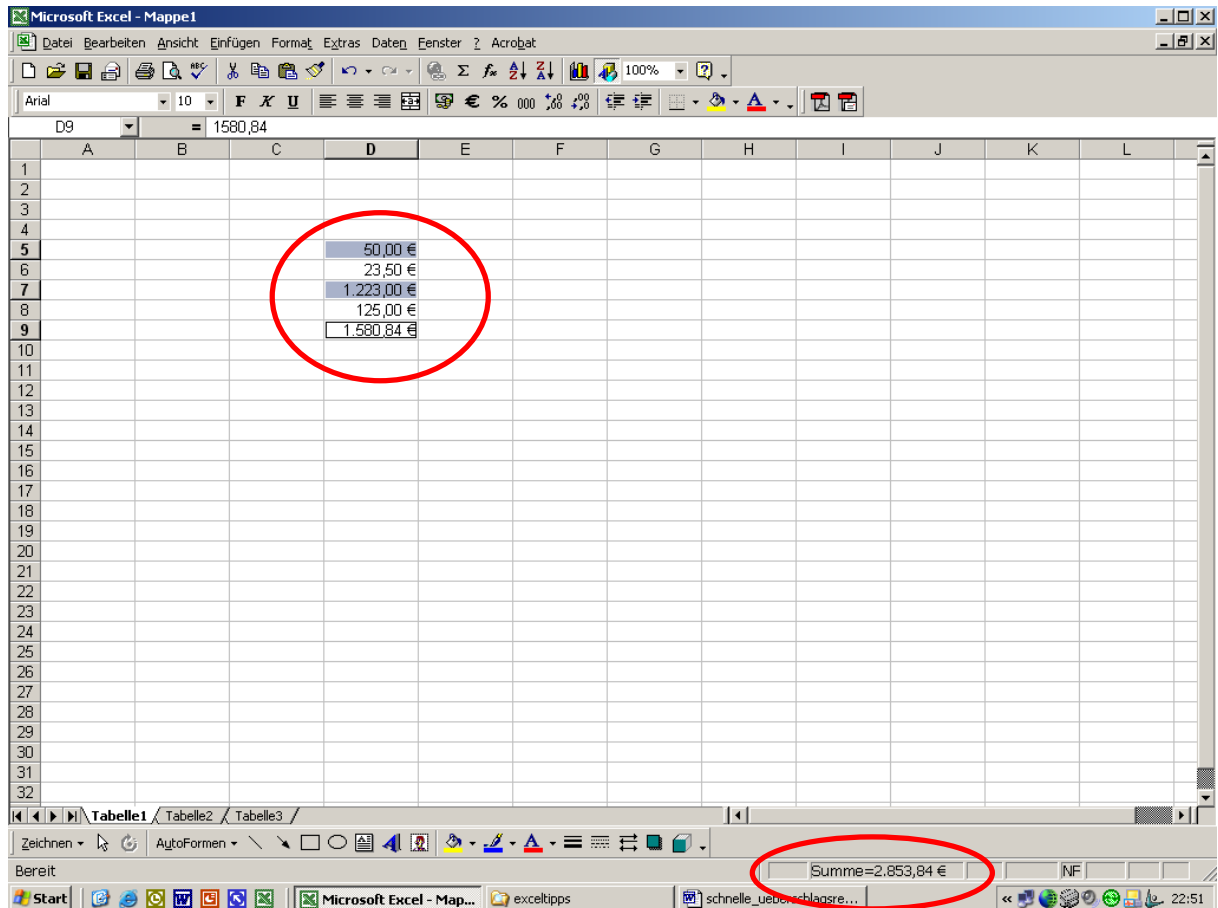 Microsoft Excel - Mappe1
Datei Bearbeiten Ansicht Einfügen Format Extras Daten Fenster ? Acrobat
100%
Arial 10 F K U € % 000
D9 = 1580,84
A B C D E F G H I J K L
1
2
3
4
5 50,00 €
6 23,50 €
7 1.223,00 €
8 125,00 €
9 1.580,84 €
10
11
12
13
14
15
16
17
18
19
20
21
22
23
24
25
26
27
28
29
30
31
32
Tabelle1 Tabelle2 Tabelle3
Zeichnen AutoFormen
Bereit Summe=2.853,84 € NF
Start Microsoft Excel - Map... exceltipps schnelle_ueberschlagsre... 22:51